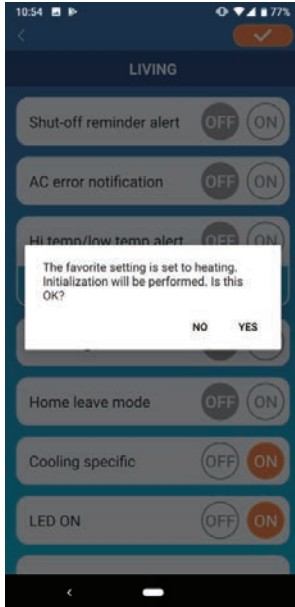 10:54 77%
LIVING
Shut-off reminder alert OFF ON
AC error notification OFF ON
Hi temp/low temp alert OFF ON
The favorite setting is set to heating.
Initialization will be performed. Is this
OK?
NO YES
Home leave mode OFF ON
Cooling specific OFF ON
LED ON OFF ON